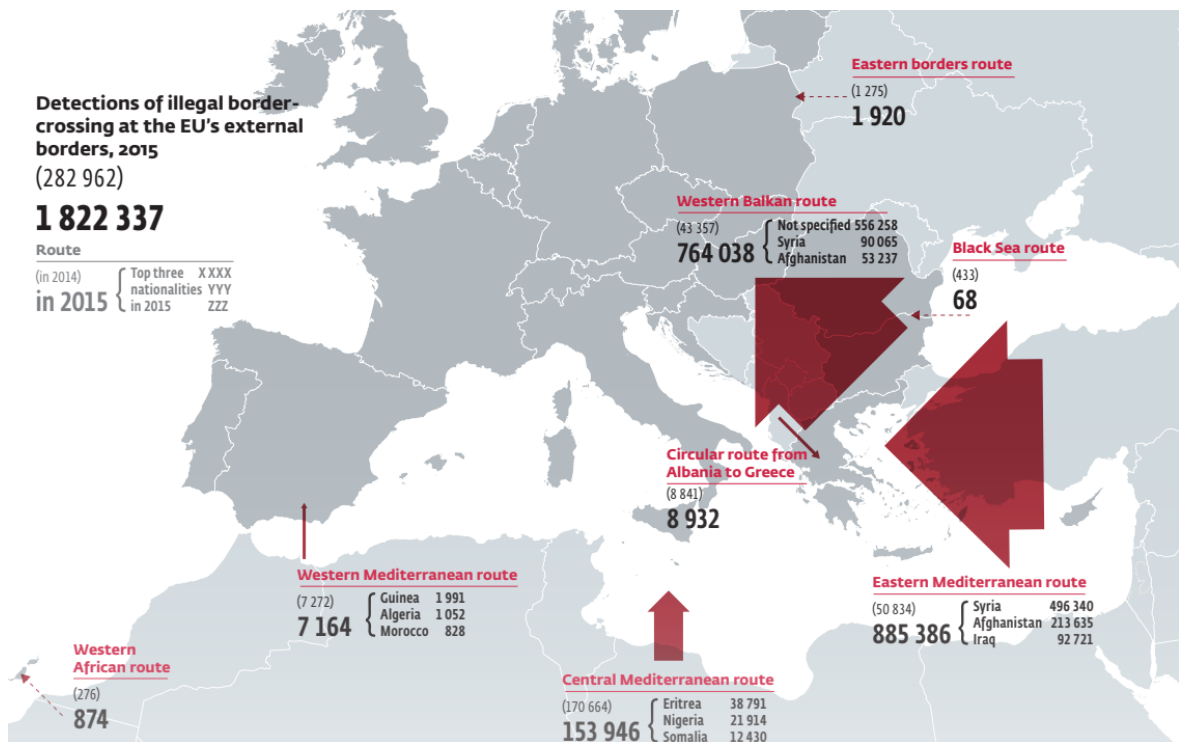 Detections of illegal border-
crossing at the EU's external
borders, 2015
(282 962)
1 822 337
Route
(in 2014)
in 2015
Top three X XXX
nationalities YYY
in 2015 ZZZ
Eastern borders route
(1 275)
1 920
Western Balkan route
(43 357)
764 038
Not specified 556 258
Syria 90 065
Afghanistan 53 237
Black Sea route
(433)
68
Circular route from
Albania to Greece
(8 841)
8 932
Western Mediterranean route
(7 272)
7 164
Guinea 1 991
Algeria 1 052
Morocco 828
Eastern Mediterranean route
(50 834)
885 386
Syria 496 340
Afghanistan 213 635
Iraq 92 721
Western
African route
(276)
874
Central Mediterranean route
(170 664)
153 946
Eritrea 38 791
Nigeria 21 914
Somalia 12 430